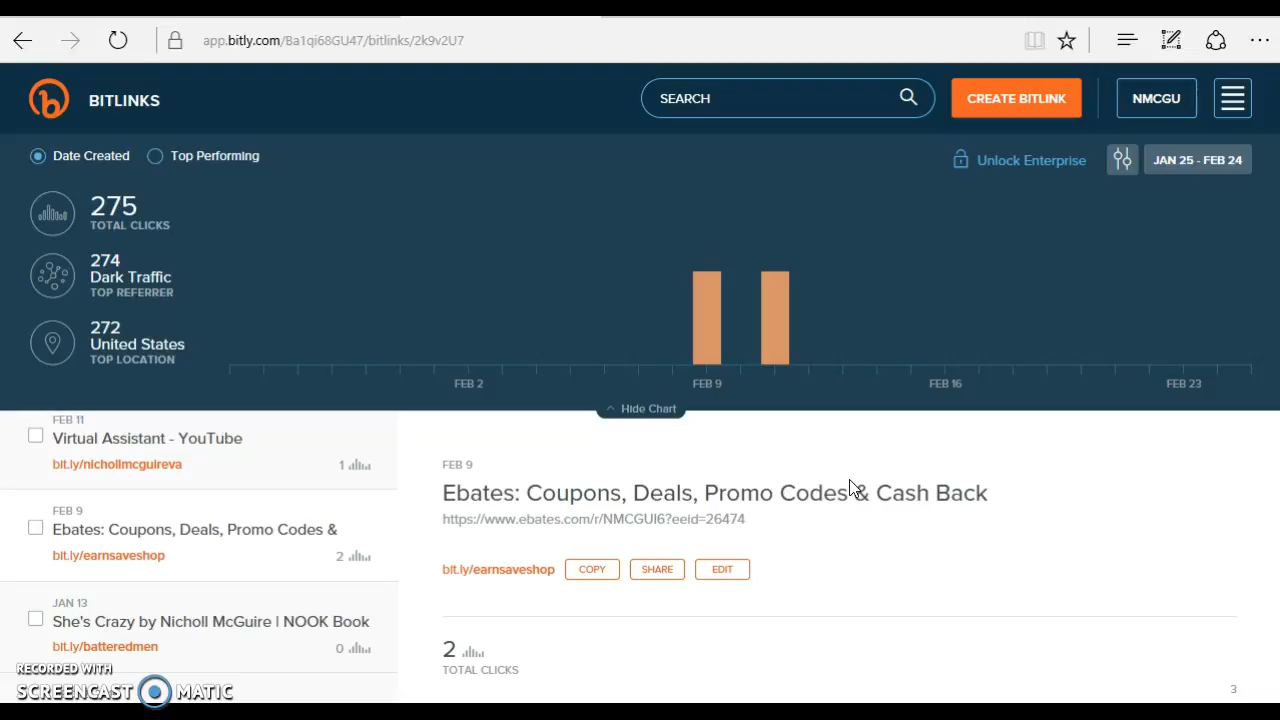 app.bitly.com/Ba1qi68GU47/bitlinks/2k9v2U7
BITLINKS
SEARCH
CREATE BITLINK
NMCGU
Date Created
Top Performing
Unlock Enterprise
JAN 25 - FEB 24
275
TOTAL CLICKS
274
Dark Traffic
TOP REFERRER
272
United States
TOP LOCATION
FEB 2
FEB 9
FEB 16
FEB 23
Hide Chart
FEB 11
Virtual Assistant - YouTube
bit.ly/nichollmcguireva
1
FEB 9
Ebates: Coupons, Deals, Promo Codes &
bit.ly/earnsaveshop
2
JAN 13
She's Crazy by Nicholl McGuire | NOOK Book
bit.ly/batteredmen
0
FEB 9
Ebates: Coupons, Deals, Promo Codes & Cash Back
https://www.ebates.com/r/NMCGUI6?eeid=26474
bit.ly/earnsaveshop
COPY
SHARE
EDIT
2
TOTAL CLICKS
3
RECORDED WITH
SCREENCAST MATIC